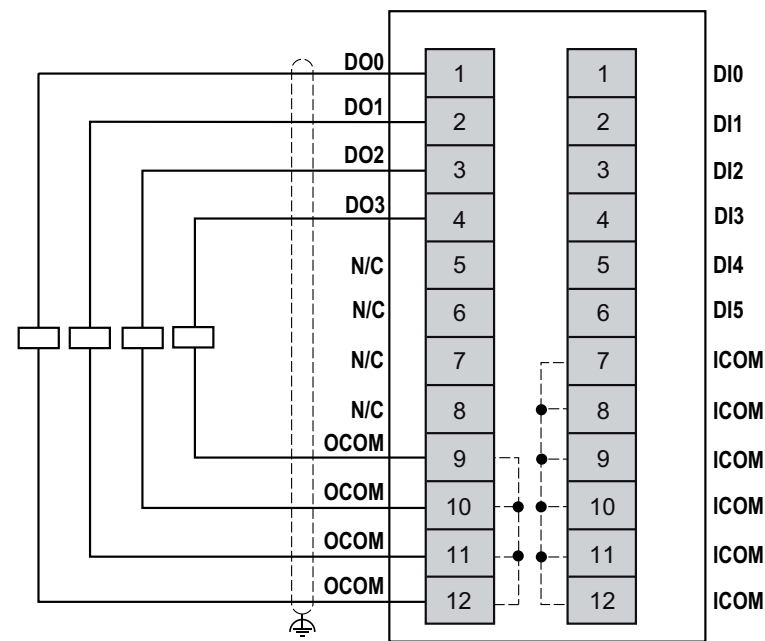 DO0 1 1 DI0
DO1 2 2 DI1
DO2 3 3 DI2
DO3 4 4 DI3
N/C 5 5 DI4
N/C 6 6 DI5
N/C 7 7 ICOM
N/C 8 8 ICOM
OCOM 9 9 ICOM
OCOM 10 10 ICOM
OCOM 11 11 ICOM
OCOM 12 12 ICOM